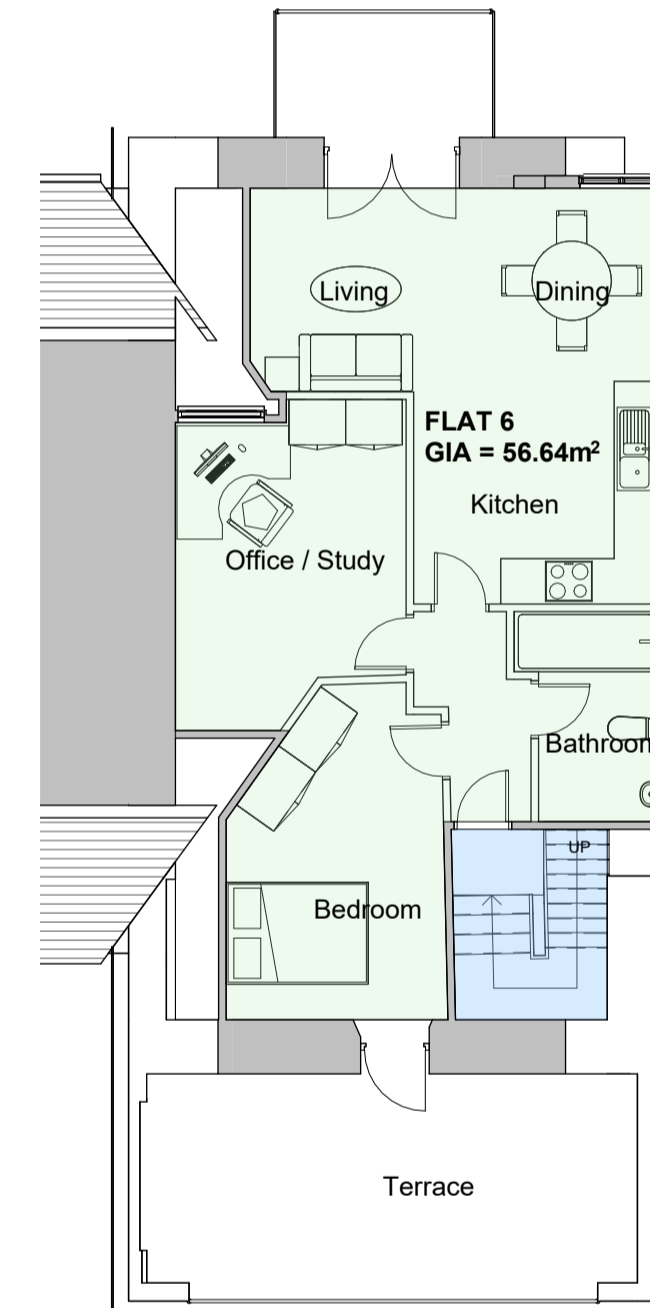 Living
Dining
FLAT 6
GIA = 56.64m²
Kitchen
Office / Study
Bathroom
UP
Bedroom
Terrace